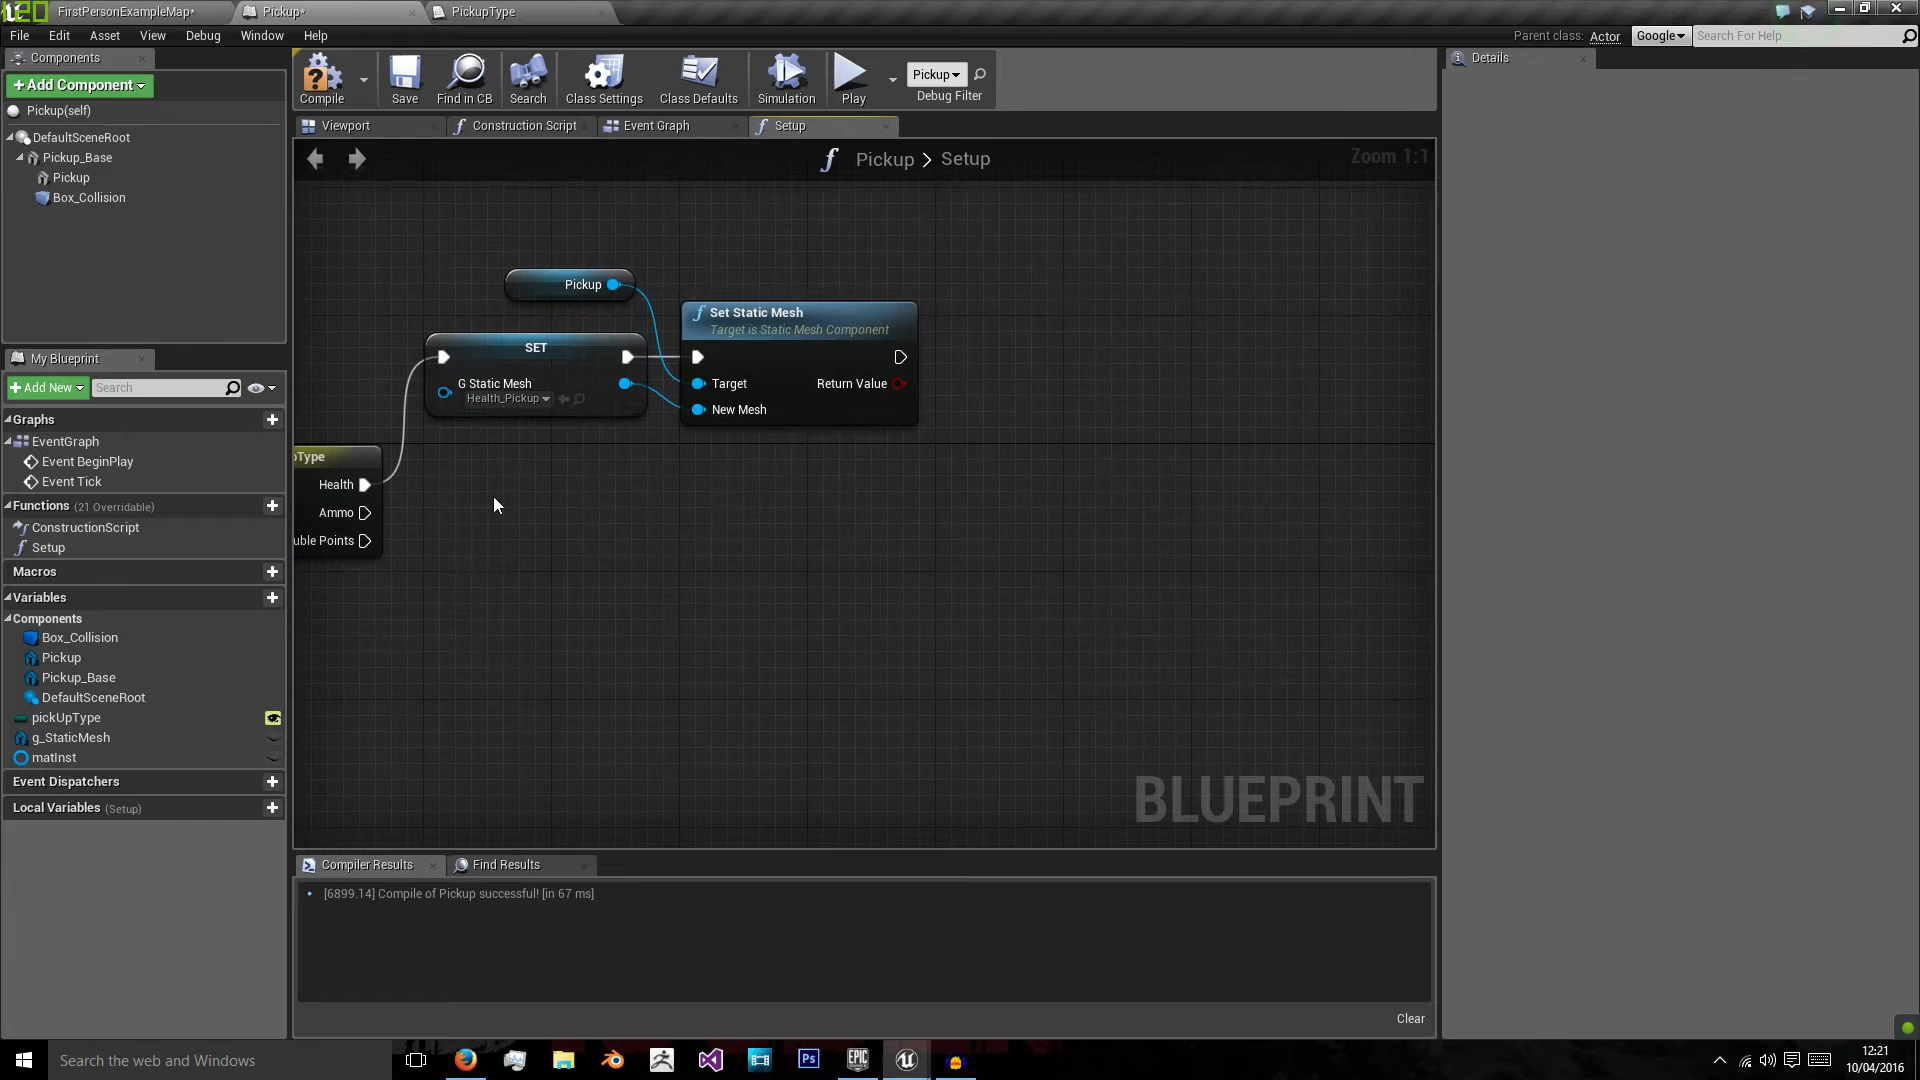 120
FirstPersonExampleMap*
Pickup*
PickupType
File Edit Asset View Debug Window Help
Parent class: Actor
Google
Search For Help
Components
Add Component
Pickup(self)
DefaultSceneRoot
Pickup_Base
Pickup
Box_Collision
My Blueprint
Add New
Search
Graphs
EventGraph
Event BeginPlay
Event Tick
Functions (21 Overridable)
ConstructionScript
Setup
Macros
Variables
Components
Box_Collision
Pickup
Pickup_Base
DefaultSceneRoot
pickUpType
g_StaticMesh
matInst
Event Dispatchers
Local Variables (Setup)
Compile
Save
Find in CB
Search
Class Settings
Class Defaults
Simulation
Play
Pickup
Debug Filter
Viewport
Construction Script
Event Graph
Setup
Pickup > Setup
Zoom 1:1
Pickup
SET
G Static Mesh
Health_Pickup
Set Static Mesh
Target is Static Mesh Component
Target
Return Value
New Mesh
pType
Health
Ammo
uble Points
BLUEPRINT
Compiler Results
Find Results
[6899.14] Compile of Pickup successful! [in 67 ms]
Clear
Details
Search the web and Windows
Ps
EPIC
GAMES
12:21
10/04/2016